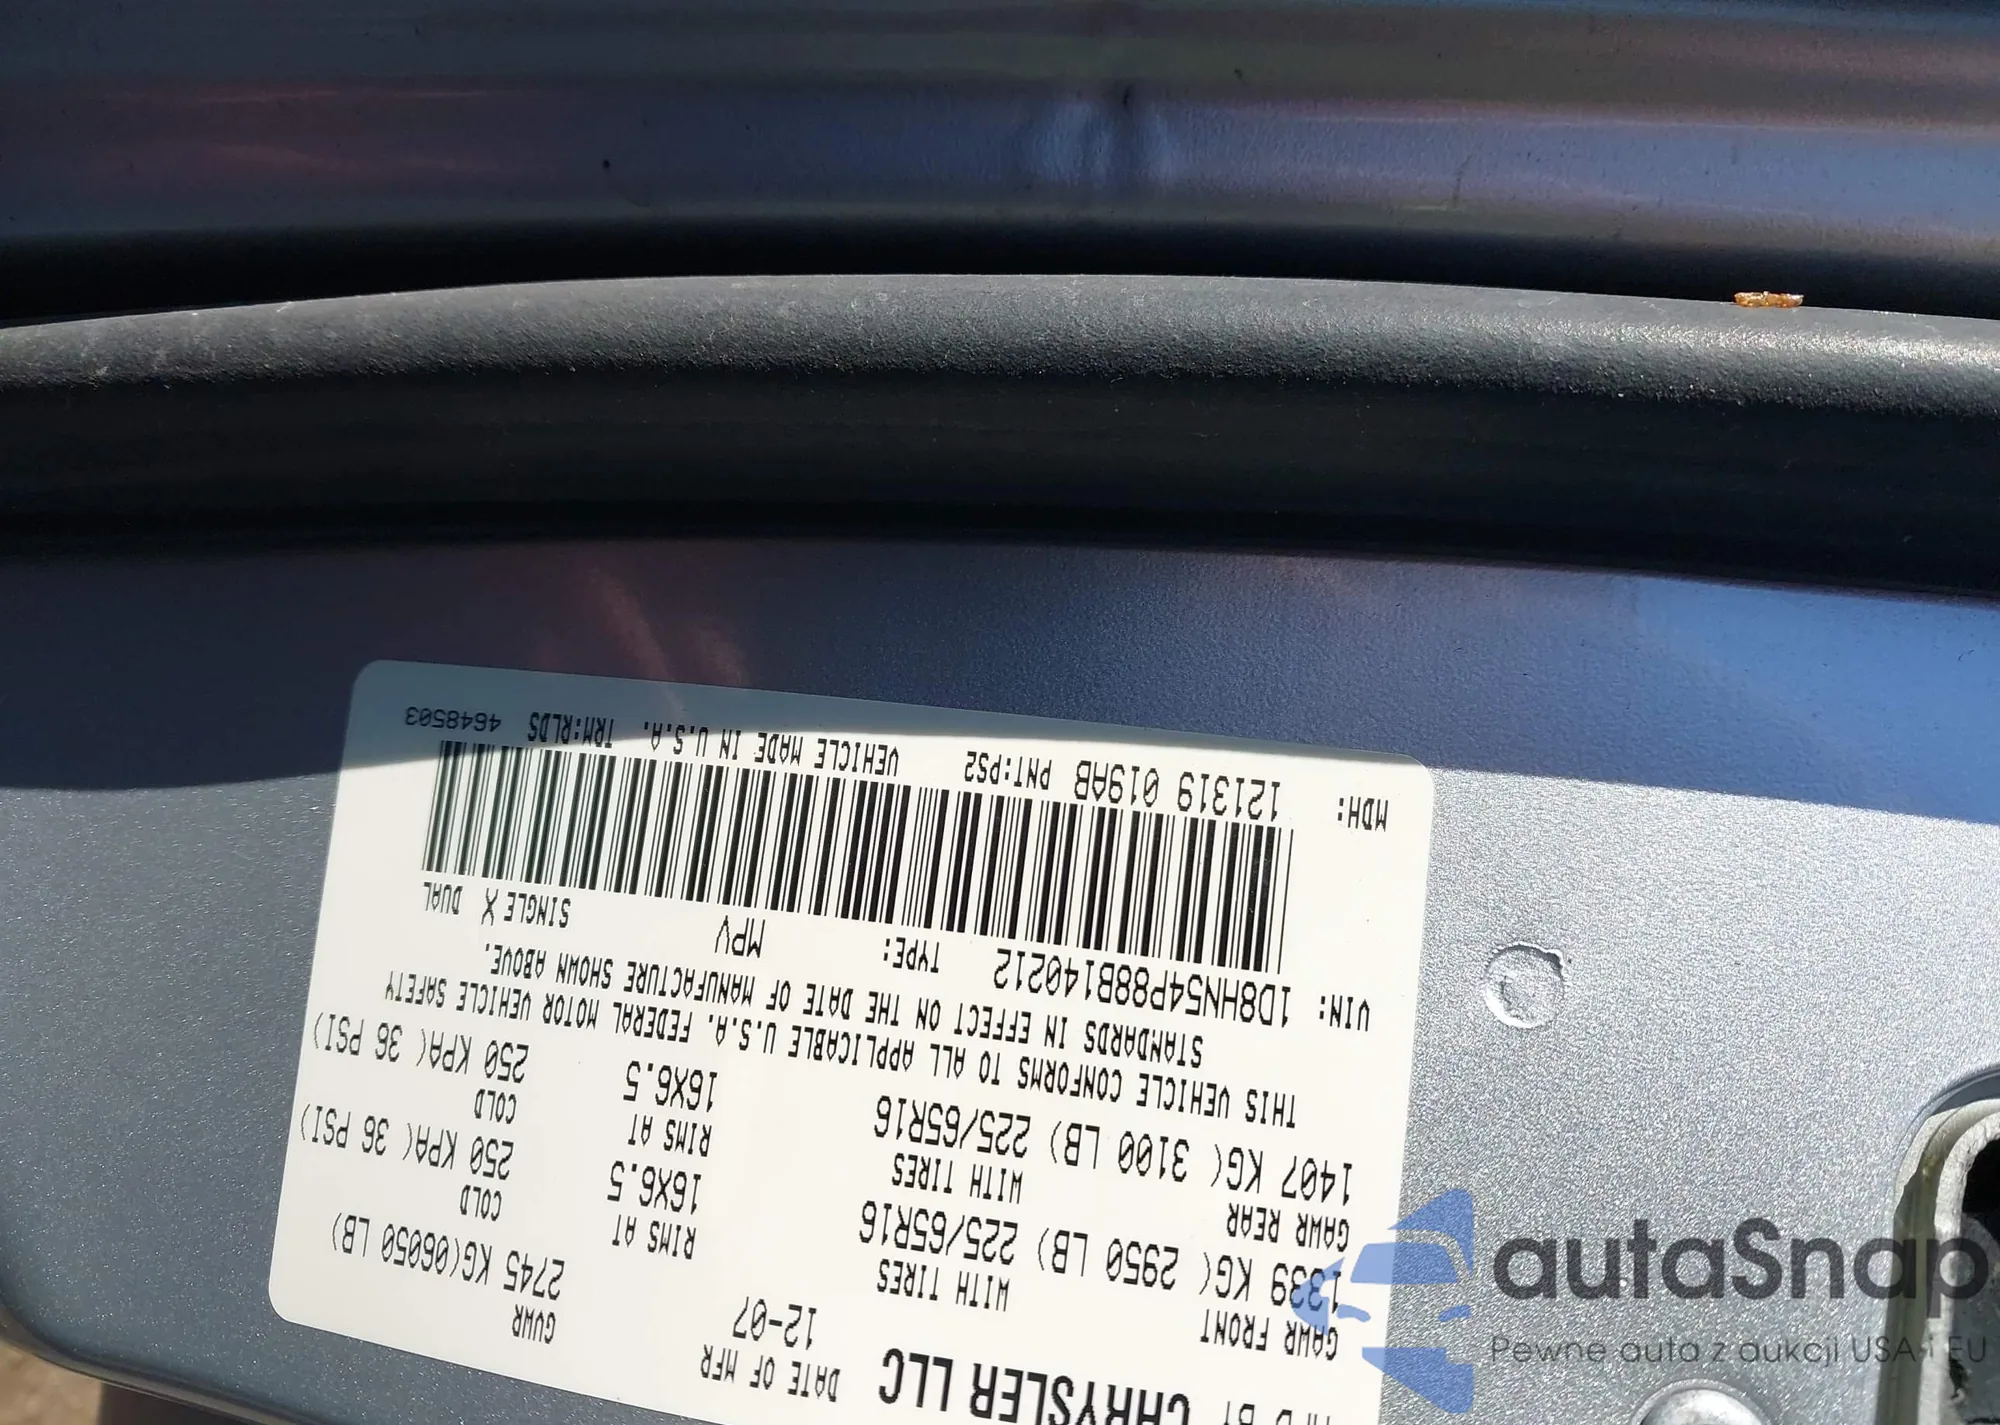 MFD BY CHRYSLER LLC
DATE OF MFR 12-07
GVWR 2745 KG(06050 LB)
GAWR FRONT WITH TIRES RIMS AT COLD
1339 KG( 2950 LB) 225/65R16 16X6.5 250 KPA( 36 PSI)
GAWR REAR WITH TIRES RIMS AT COLD
1407 KG( 3100 LB) 225/65R16 16X6.5 250 KPA( 36 PSI)
THIS VEHICLE CONFORMS TO ALL APPLICABLE U.S.A. FEDERAL MOTOR VEHICLE SAFETY
STANDARDS IN EFFECT ON THE DATE OF MANUFACTURE SHOWN ABOVE.
VIN: 1D8HN54P88B140212 TYPE: MPV SINGLE X DUAL
MDH: 121319 019AB PNT:PS2 VEHICLE MADE IN U.S.A. TRM:RLDS 4648503
autaSnap
Pewne auta z aukcji USA i EU